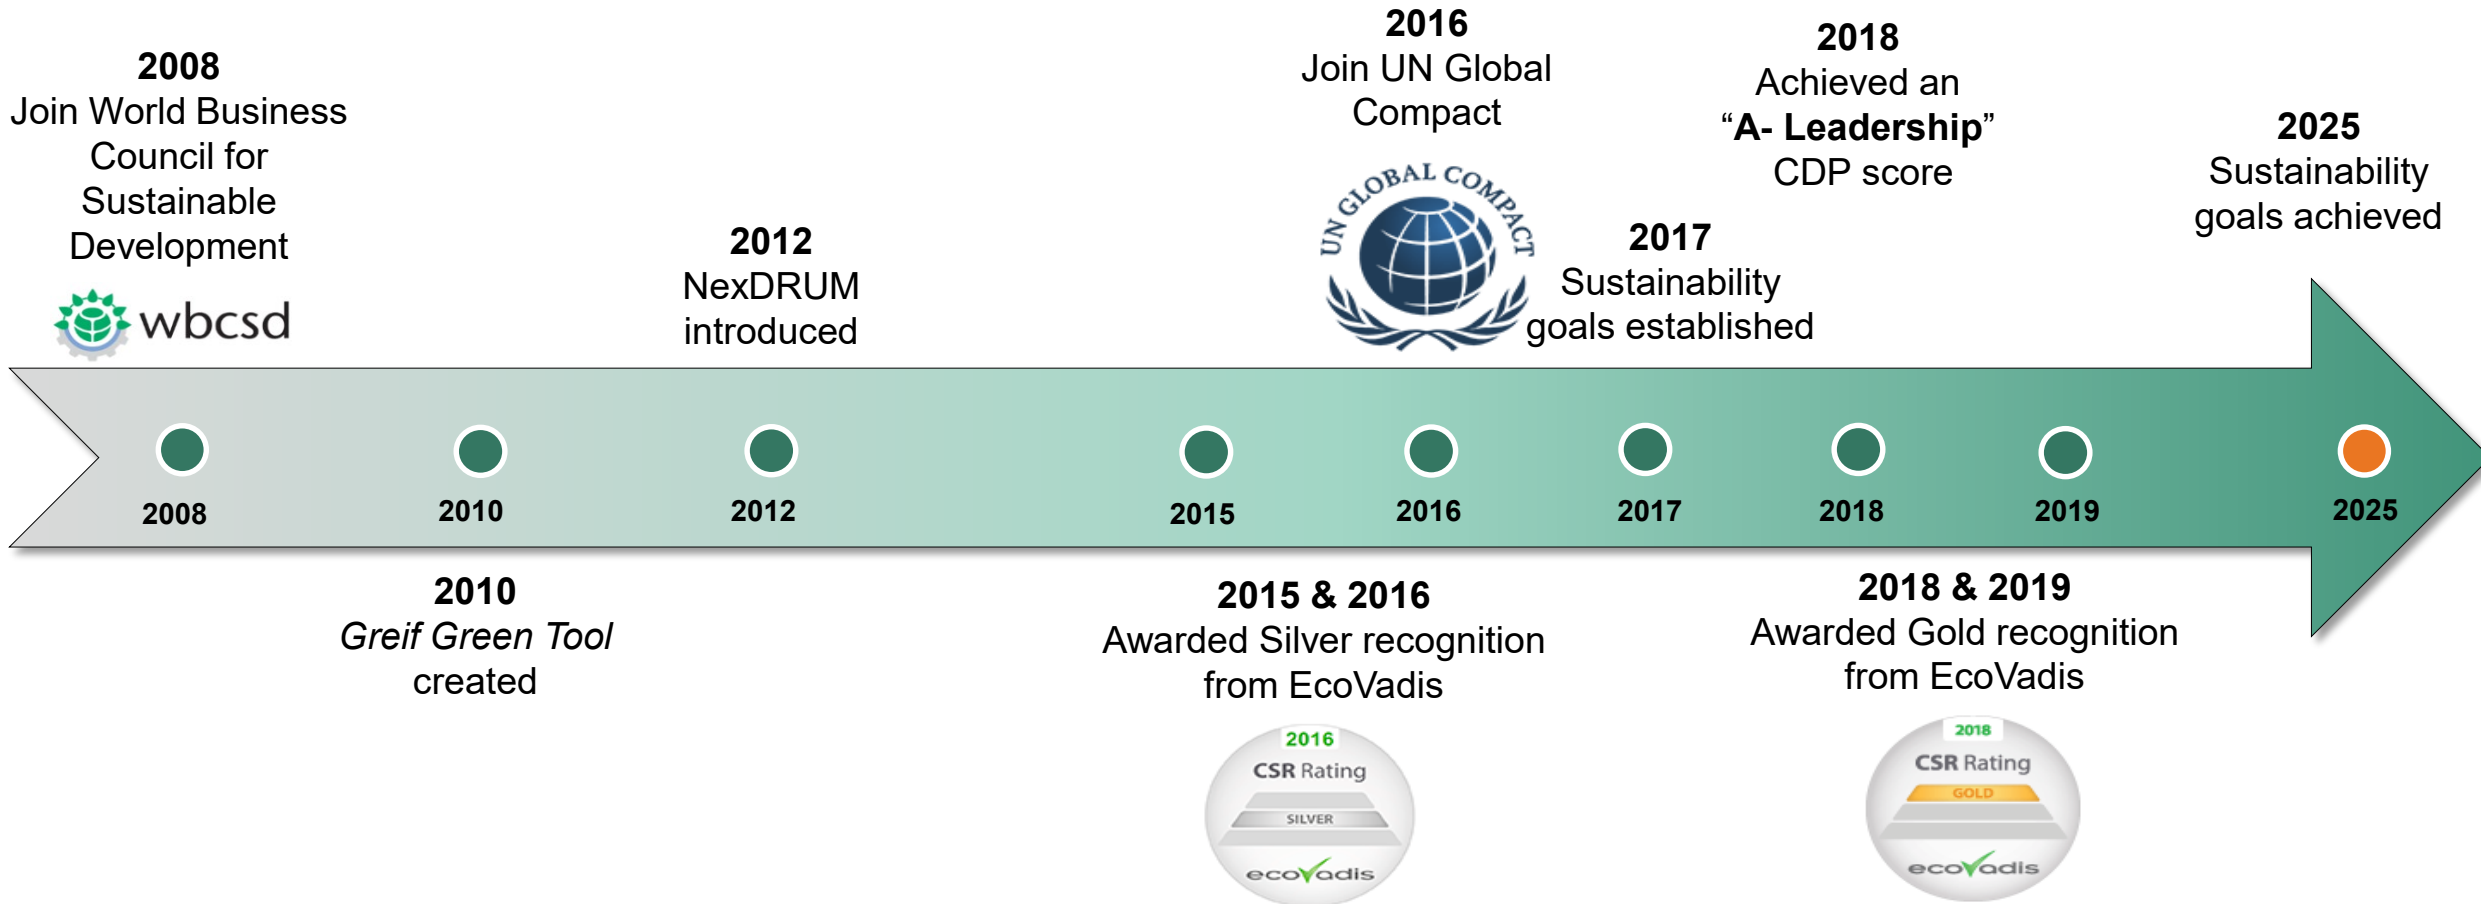 2008
Join World Business
Council for
Sustainable
Development
wbcsd
2012
NexDRUM
introduced
2016
Join UN Global
Compact
UN GLOBAL COMPACT
2017
Sustainability
goals established
2018
Achieved an
“A- Leadership”
CDP score
2025
Sustainability
goals achieved
2008
2010
2012
2015
2016
2017
2018
2019
2025
2010
Greif Green Tool
created
2015 & 2016
Awarded Silver recognition
from EcoVadis
2016
CSR Rating
SILVER
ecoVadis
2018 & 2019
Awarded Gold recognition
from EcoVadis
2018
CSR Rating
GOLD
ecoVadis